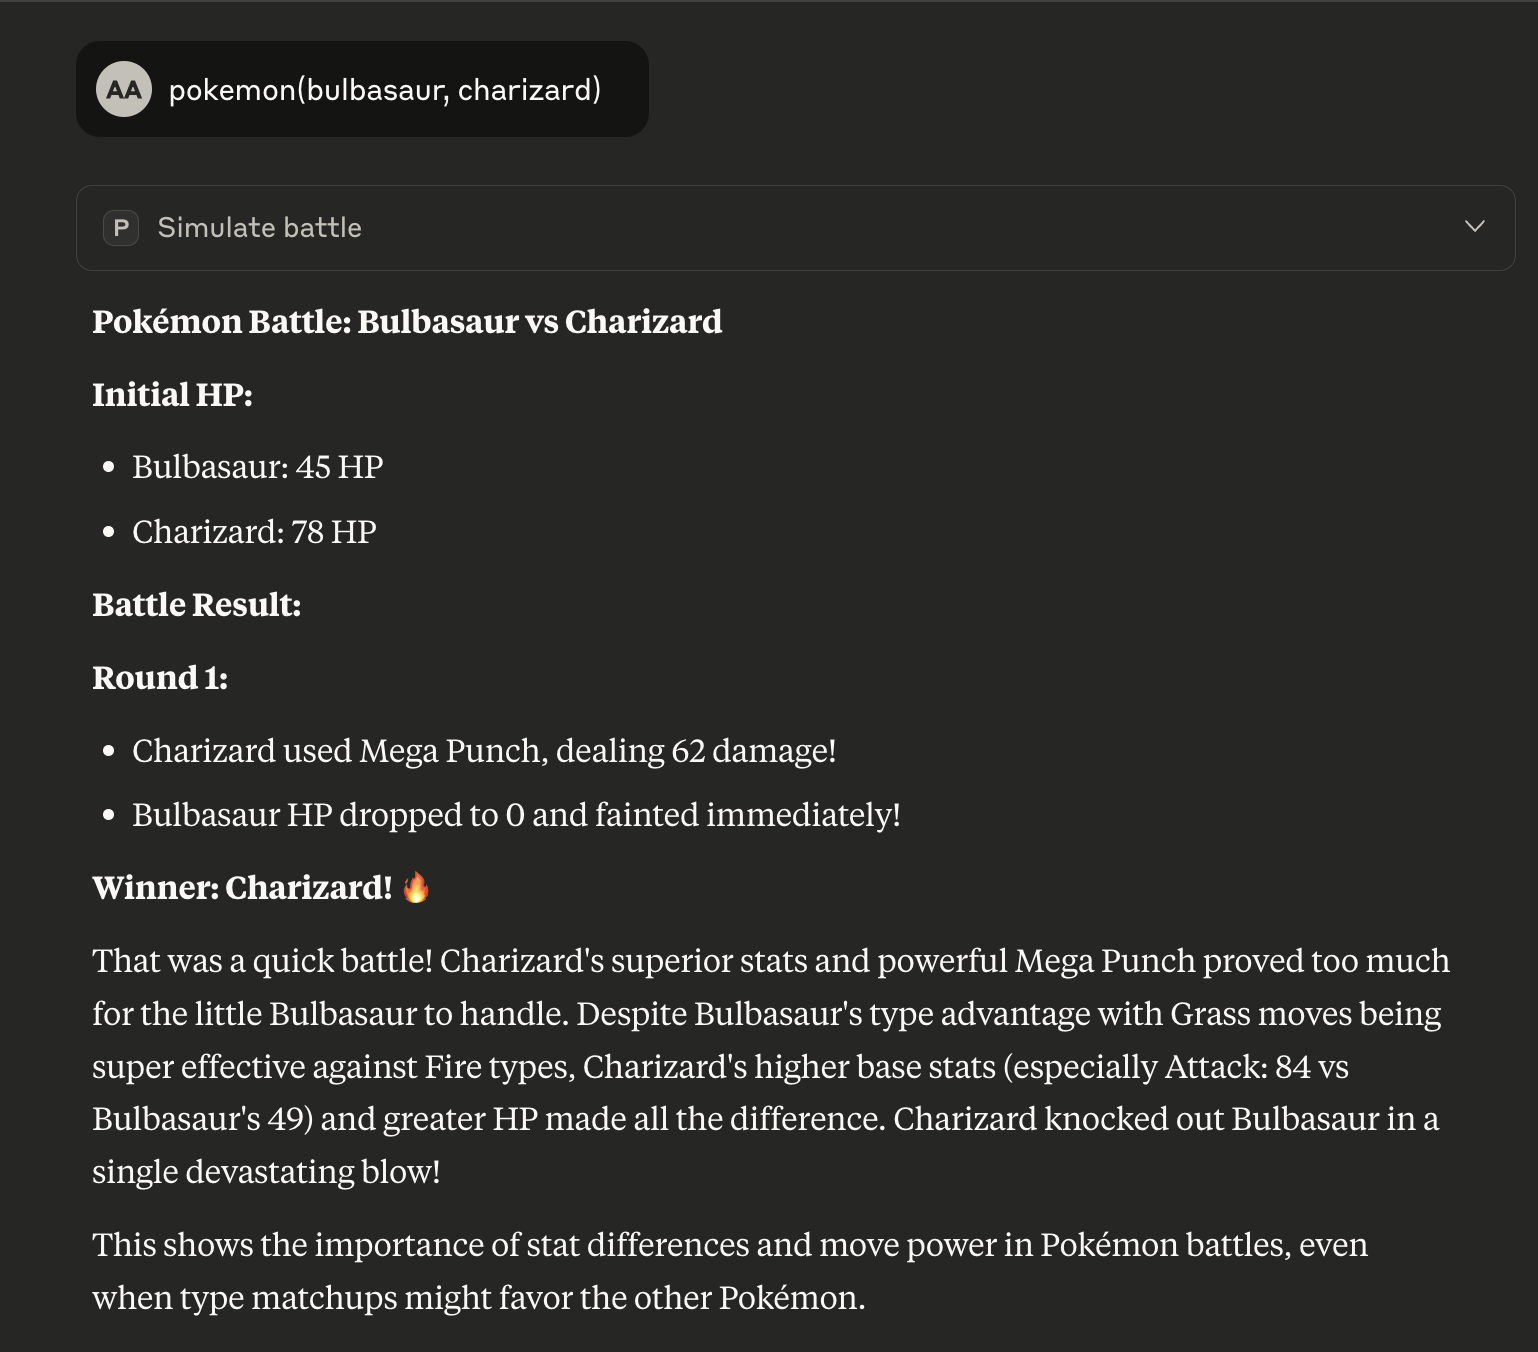 AA pokemon(bulbasaur, charizard)
P Simulate battle
Pokémon Battle: Bulbasaur vs Charizard
Initial HP:
• Bulbasaur: 45 HP
• Charizard: 78 HP
Battle Result:
Round 1:
• Charizard used Mega Punch, dealing 62 damage!
• Bulbasaur HP dropped to 0 and fainted immediately!
Winner: Charizard! 🔥
That was a quick battle! Charizard's superior stats and powerful Mega Punch proved too much
for the little Bulbasaur to handle. Despite Bulbasaur's type advantage with Grass moves being
super effective against Fire types, Charizard's higher base stats (especially Attack: 84 vs
Bulbasaur's 49) and greater HP made all the difference. Charizard knocked out Bulbasaur in a
single devastating blow!
This shows the importance of stat differences and move power in Pokémon battles, even
when type matchups might favor the other Pokémon.